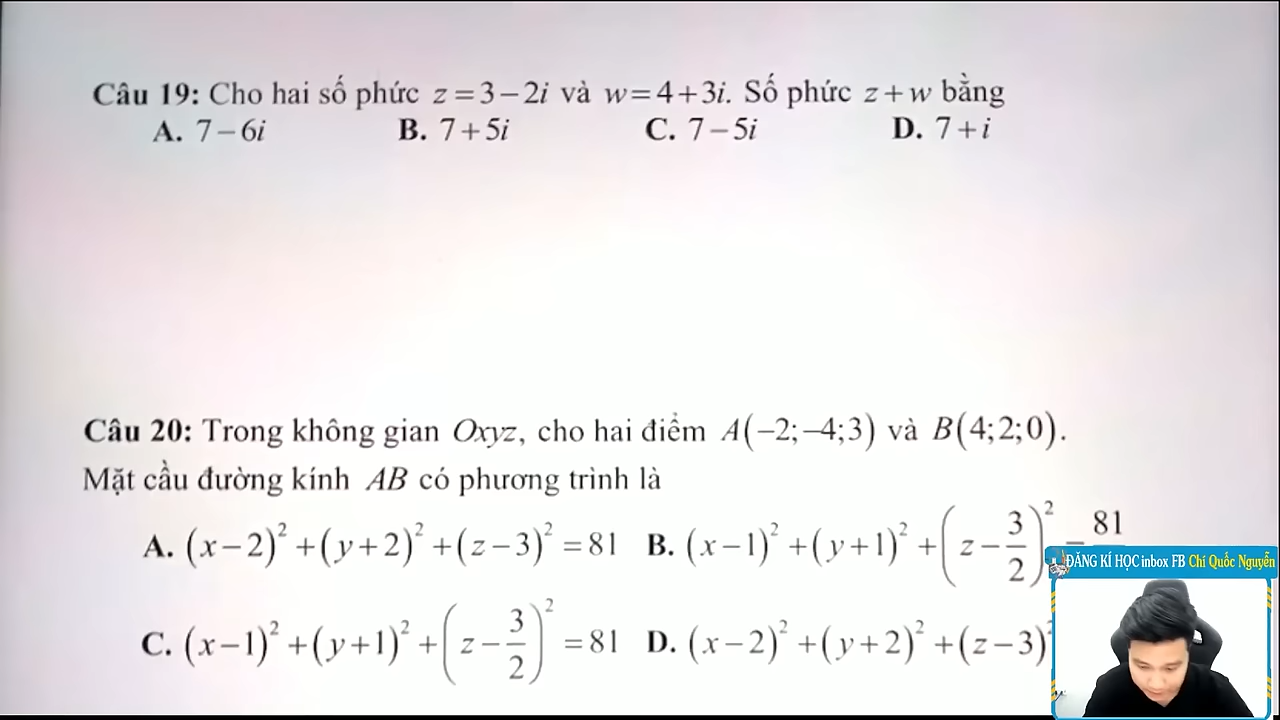 Câu 19: Cho hai số phức z = 3 − 2i và w = 4 + 3i. Số phức z + w bằng
A. 7 − 6i B. 7 + 5i C. 7 − 5i D. 7 + i
Câu 20: Trong không gian Oxyz, cho hai điểm A(−2; −4; 3) và B(4; 2; 0).
Mặt cầu đường kính AB có phương trình là
A. (x − 2)² + (y + 2)² + (z − 3)² = 81 B. (x − 1)² + (y + 1)² + (z − 3/2)² = 81
C. (x − 1)² + (y + 1)² + (z − 3/2)² = 81 D. (x − 2)² + (y + 2)² + (z − 3)²
ĐĂNG KÍ HỌC inbox FB Chí Quốc Nguyễn